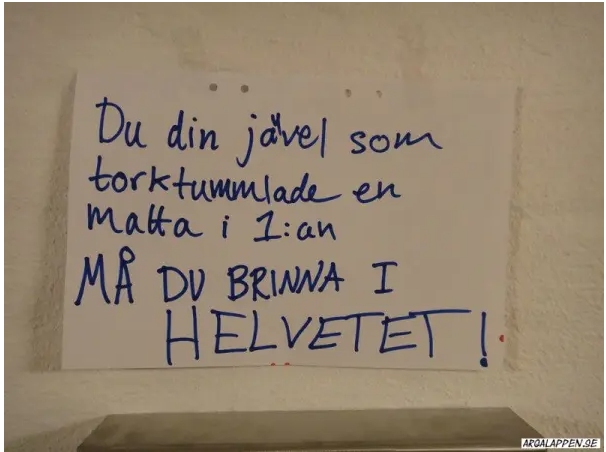 Du din jävel som
torktummlade en
matta i 1:an
MÅ DU BRINNA I
HELVETET!
ARGALAPPEN.SE